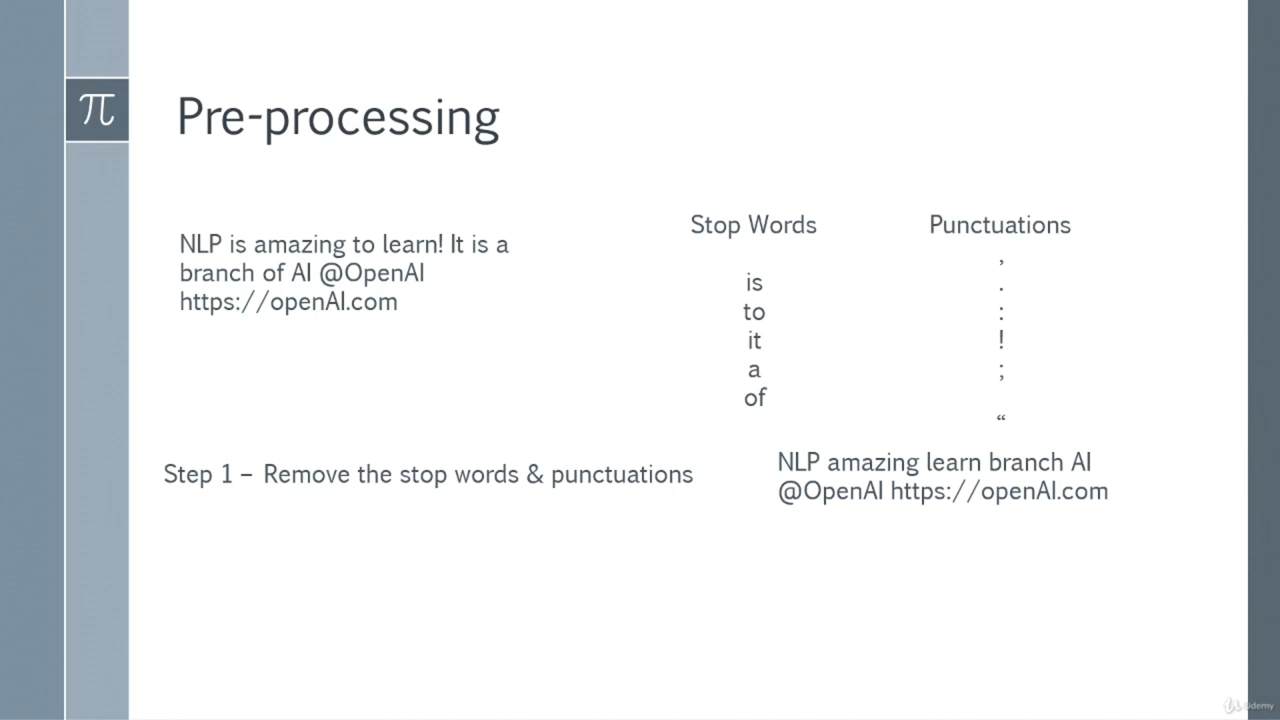 π
Pre-processing
NLP is amazing to learn! It is a
branch of AI @OpenAI
https://openAI.com
Stop Words
is
to
it
a
of
Punctuations
,
.
:
!
;
“
Step 1 – Remove the stop words & punctuations
NLP amazing learn branch AI
@OpenAI https://openAI.com
Udemy